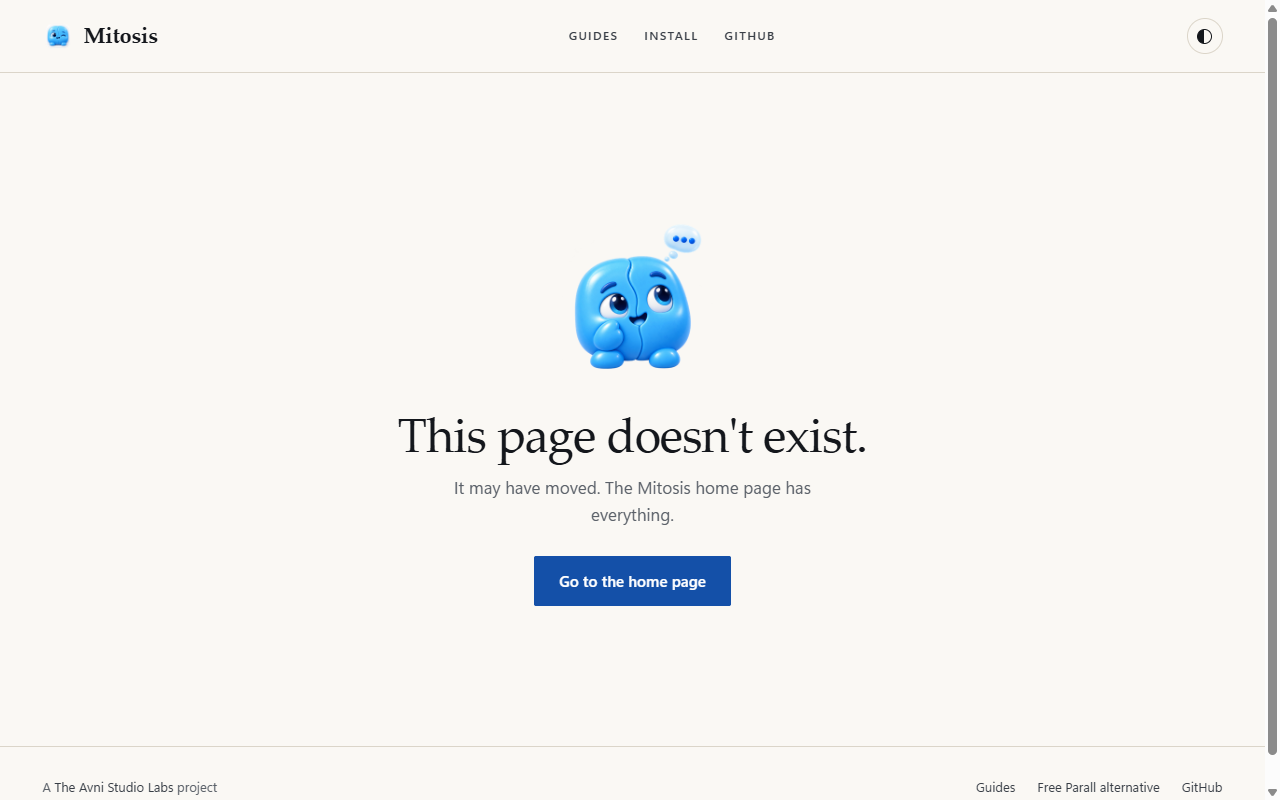 Mitosis
GUIDES INSTALL GITHUB
This page doesn't exist.
It may have moved. The Mitosis home page has
everything.
Go to the home page
A The Avni Studio Labs project
Guides Free Parall alternative GitHub